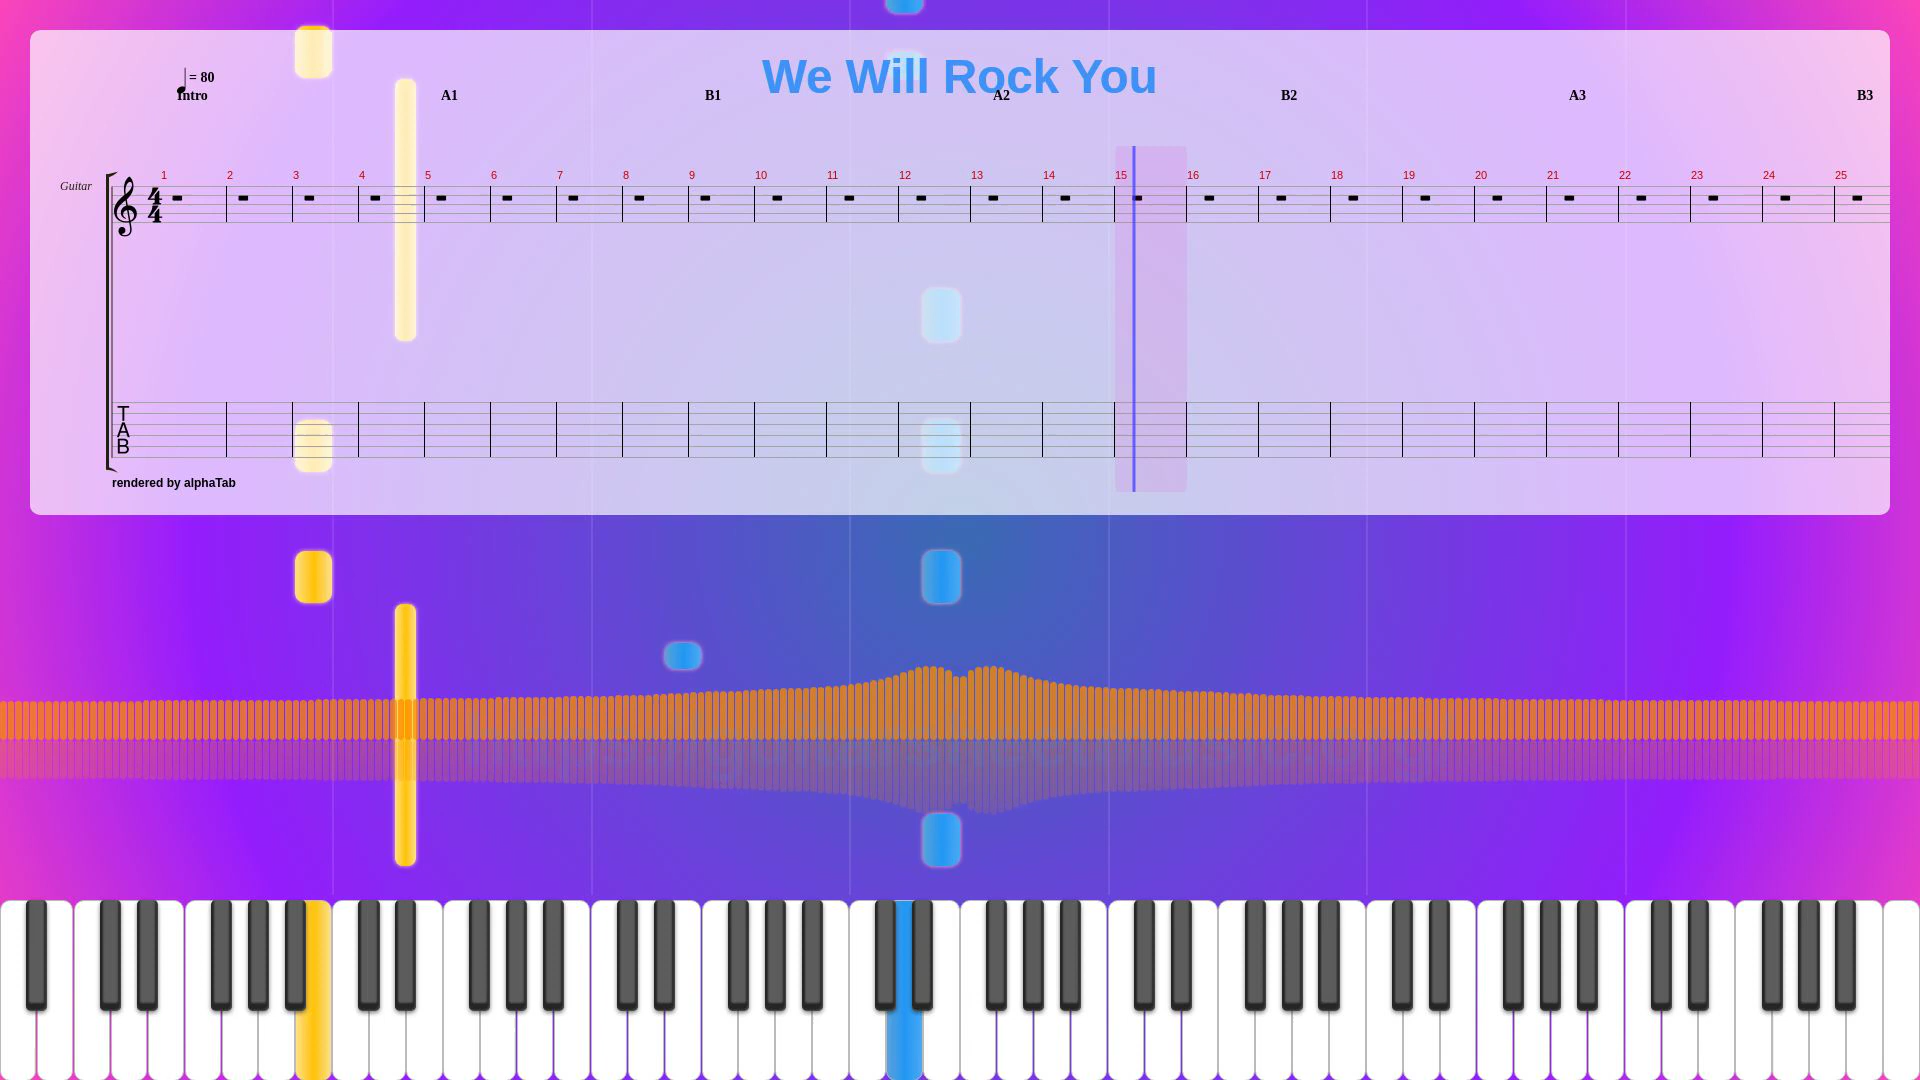 We Will Rock You
= 80
Intro A1 B1 A2 B2 A3 B3
1 2 3 4 5 6 7 8 9 10 11 12 13 14 15 16 17 18 19 20 21 22 23 24 25
Guitar
4
4
T
A
B
rendered by alphaTab